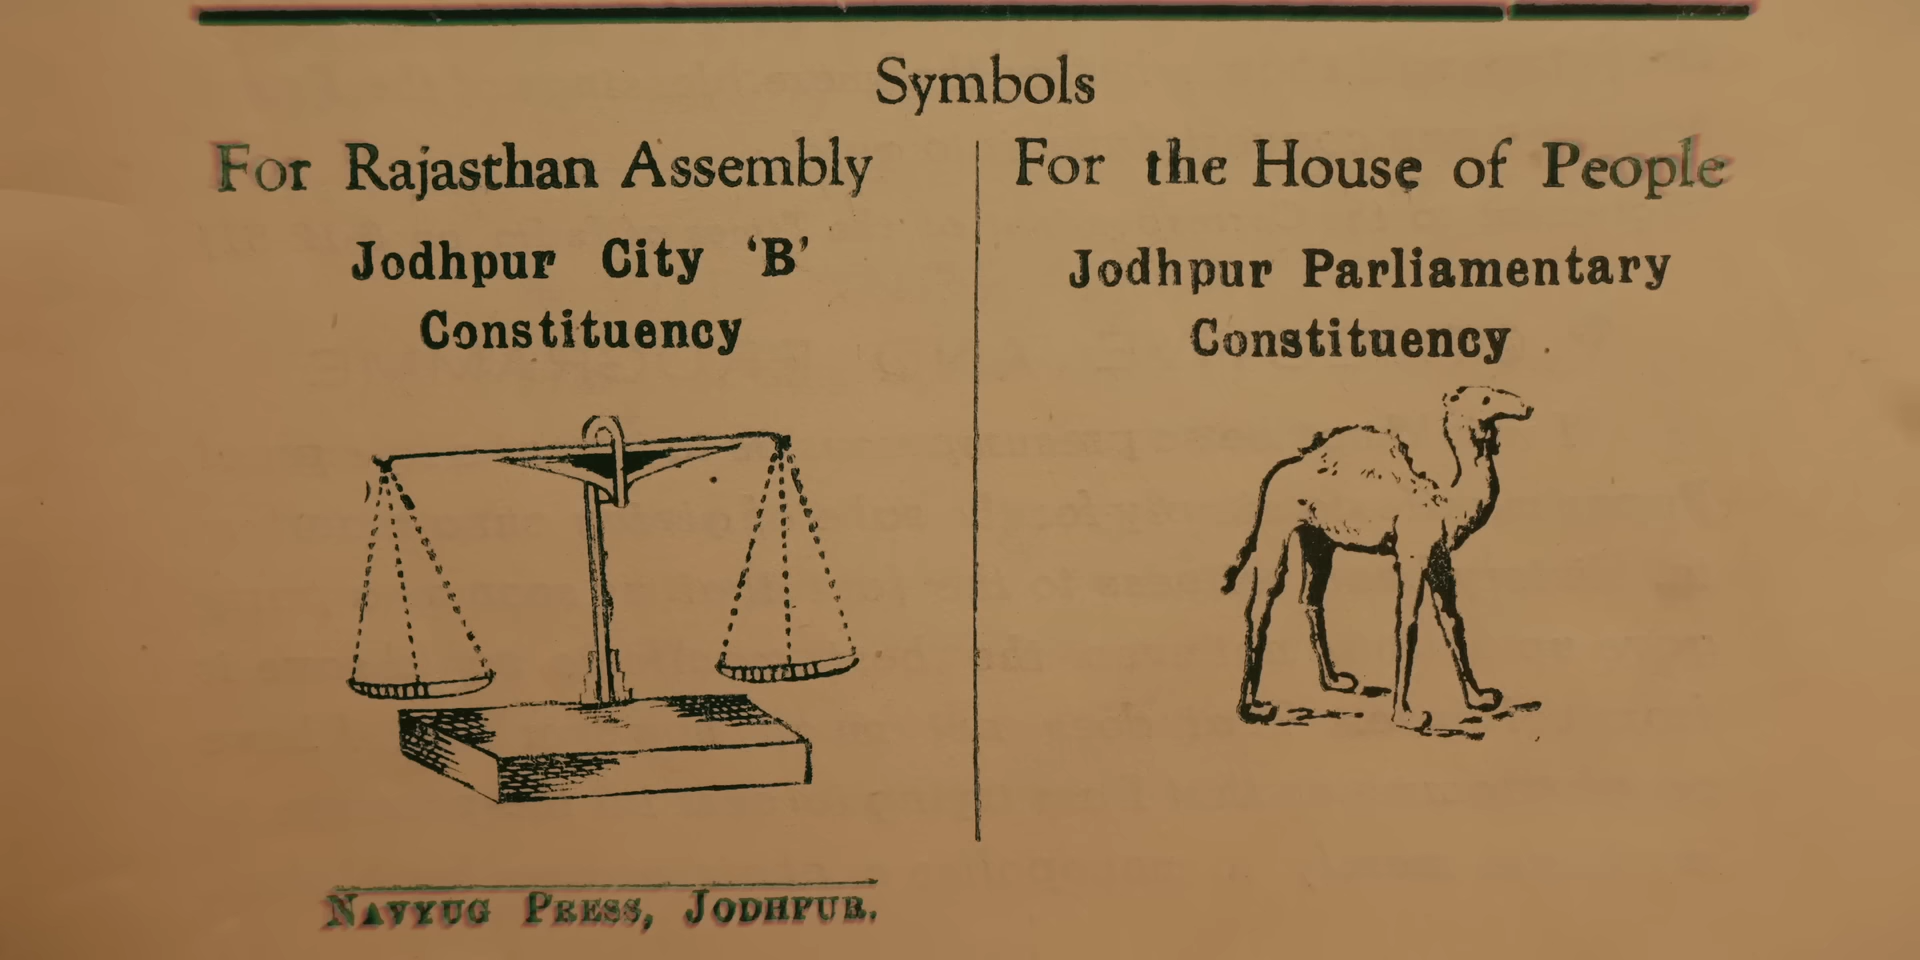 Symbols
For Rajasthan Assembly
Jodhpur City ‘B’
Constituency
For the House of People
Jodhpur Parliamentary
Constituency
NAVYUG PRESS, JODHPUR.